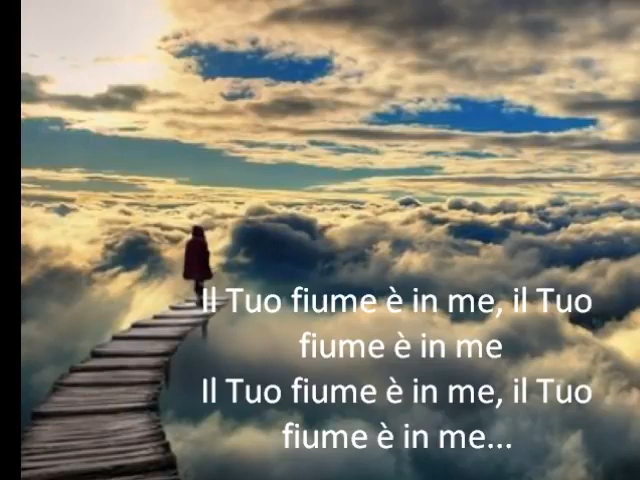 Il Tuo fiume è in me, il Tuo
fiume è in me
Il Tuo fiume è in me, il Tuo
fiume è in me...